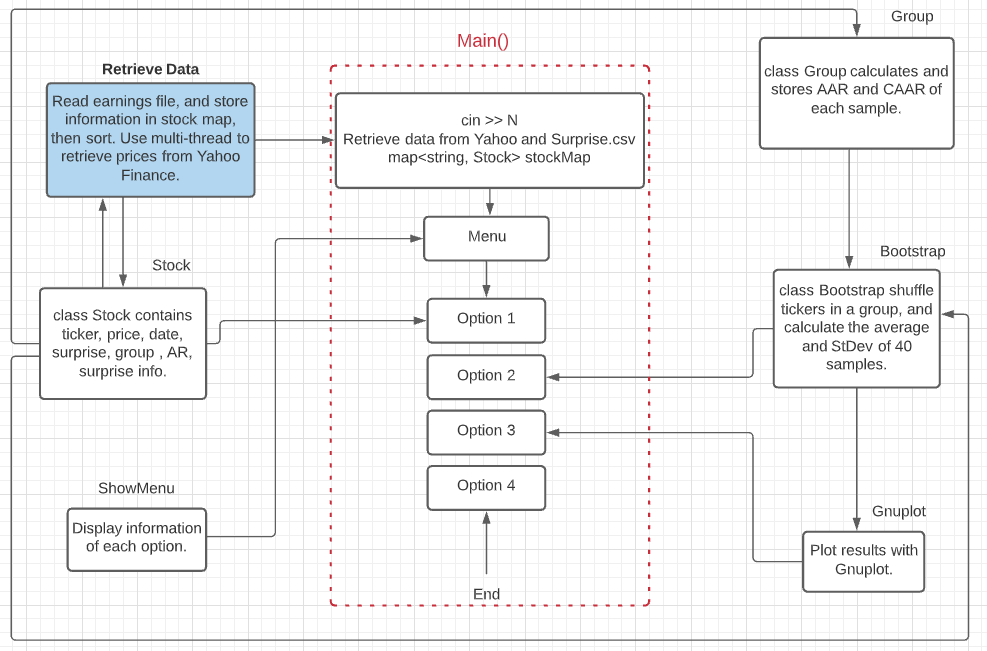 Group
Main()
Retrieve Data
class Group calculates and
stores AAR and CAAR of
each sample.
Read earnings file, and store
information in stock map,
then sort. Use multi-thread to
retrieve prices from Yahoo
Finance.
cin >> N
Retrieve data from Yahoo and Surprise.csv
map<string, Stock> stockMap
Menu
Stock
Bootstrap
class Stock contains
ticker, price, date,
surprise, group , AR,
surprise info.
class Bootstrap shuffle
tickers in a group, and
calculate the average
and StDev of 40
samples.
Option 1
Option 2
Option 3
Option 4
ShowMenu
Display information
of each option.
Gnuplot
Plot results with
Gnuplot.
End